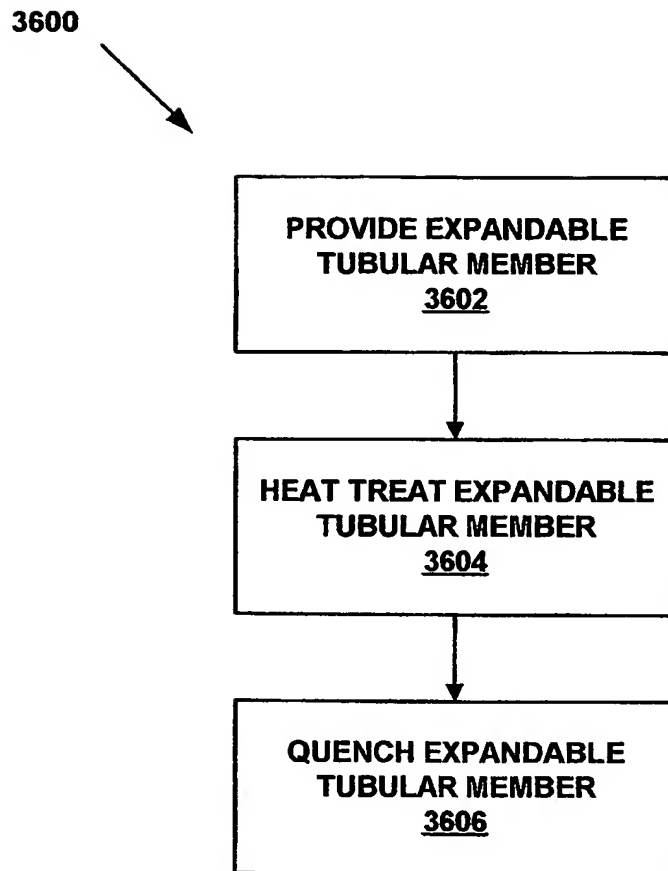 3600
PROVIDE EXPANDABLE
TUBULAR MEMBER
3602
HEAT TREAT EXPANDABLE
TUBULAR MEMBER
3604
QUENCH EXPANDABLE
TUBULAR MEMBER
3606